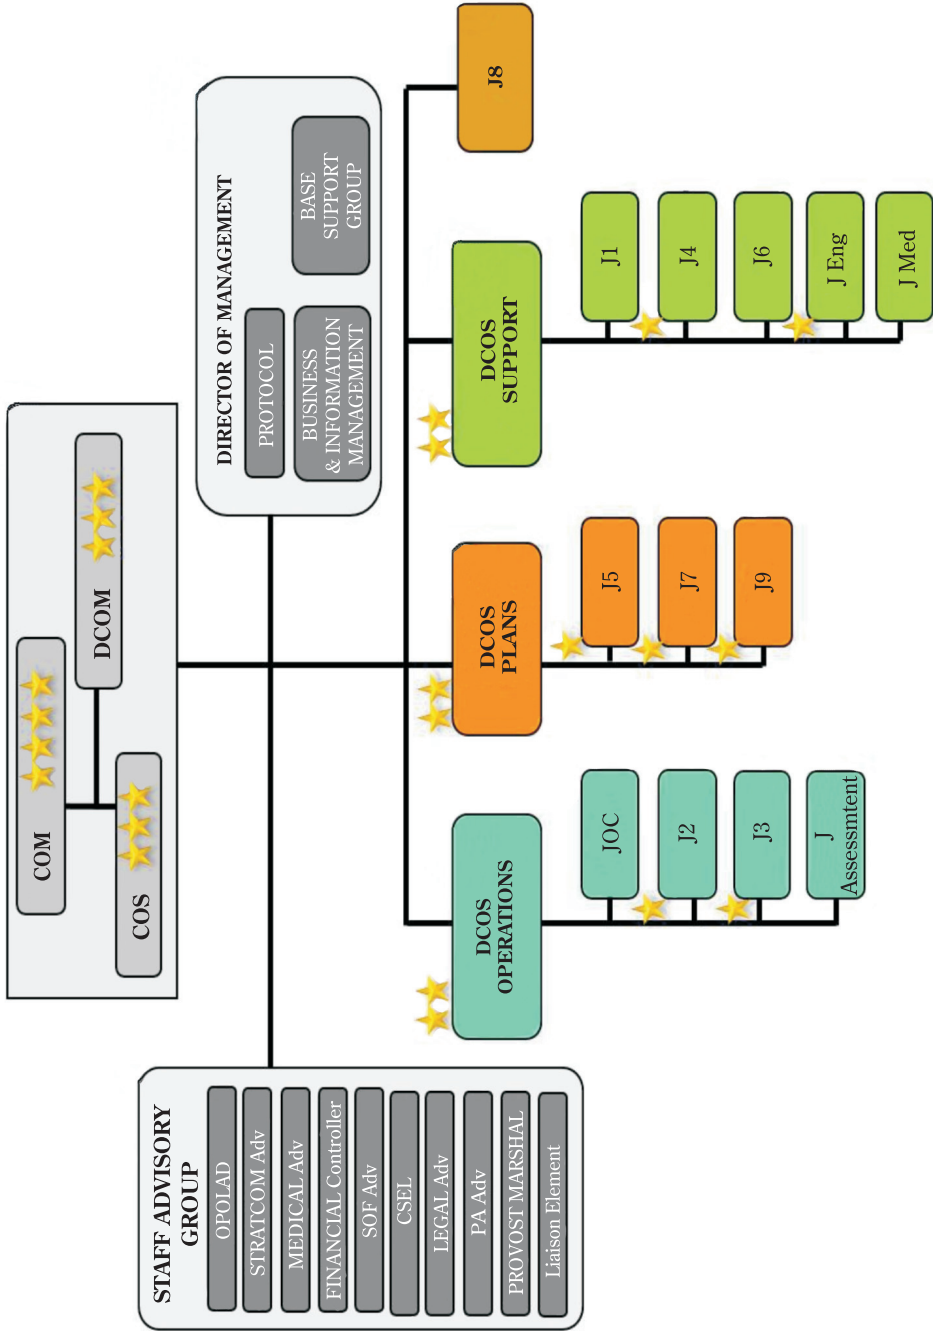 COM
DCOM
COS
STAFF ADVISORY
GROUP
OPOLAD
STRATCOM Adv
MEDICAL Adv
FINANCIAL Controller
SOF Adv
CSEL
LEGAL Adv
PA Adv
PROVOST MARSHAL
Liaison Element
DIRECTOR OF MANAGEMENT
PROTOCOL
BUSINESS
& INFORMATION
MANAGEMENT
BASE
SUPPORT
GROUP
DCOS
OPERATIONS
JOC
J2
J3
J
Assessmtent
DCOS
PLANS
J5
J7
J9
DCOS
SUPPORT
J1
J4
J6
J Eng
J Med
J8